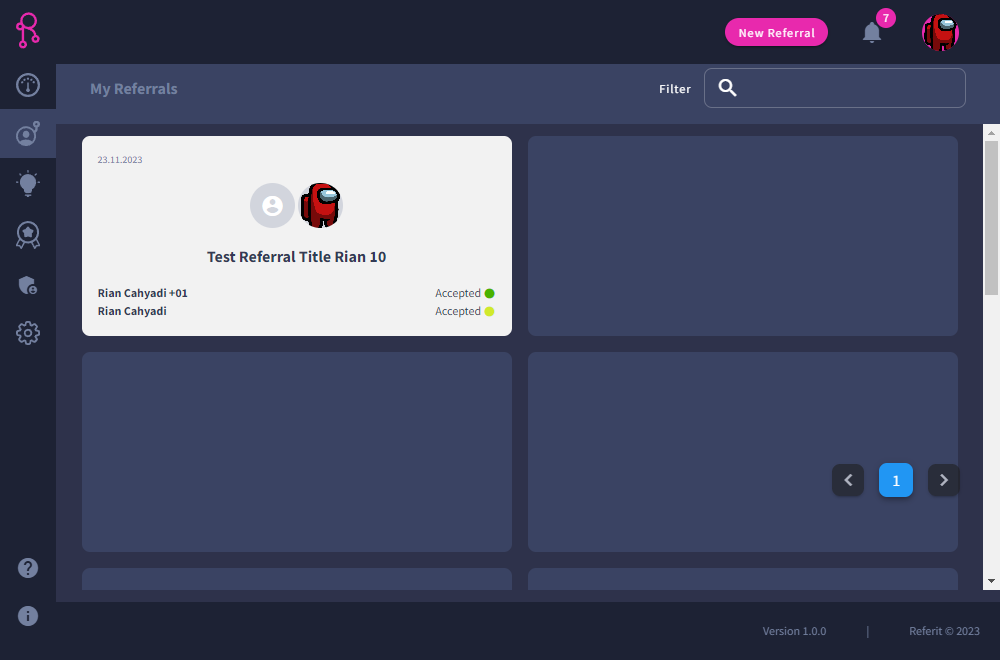 7
New Referral
My Referrals
Filter
23.11.2023
Test Referral Title Rian 10
Rian Cahyadi +01 Accepted
Rian Cahyadi Accepted
1
Version 1.0.0 | Referit © 2023